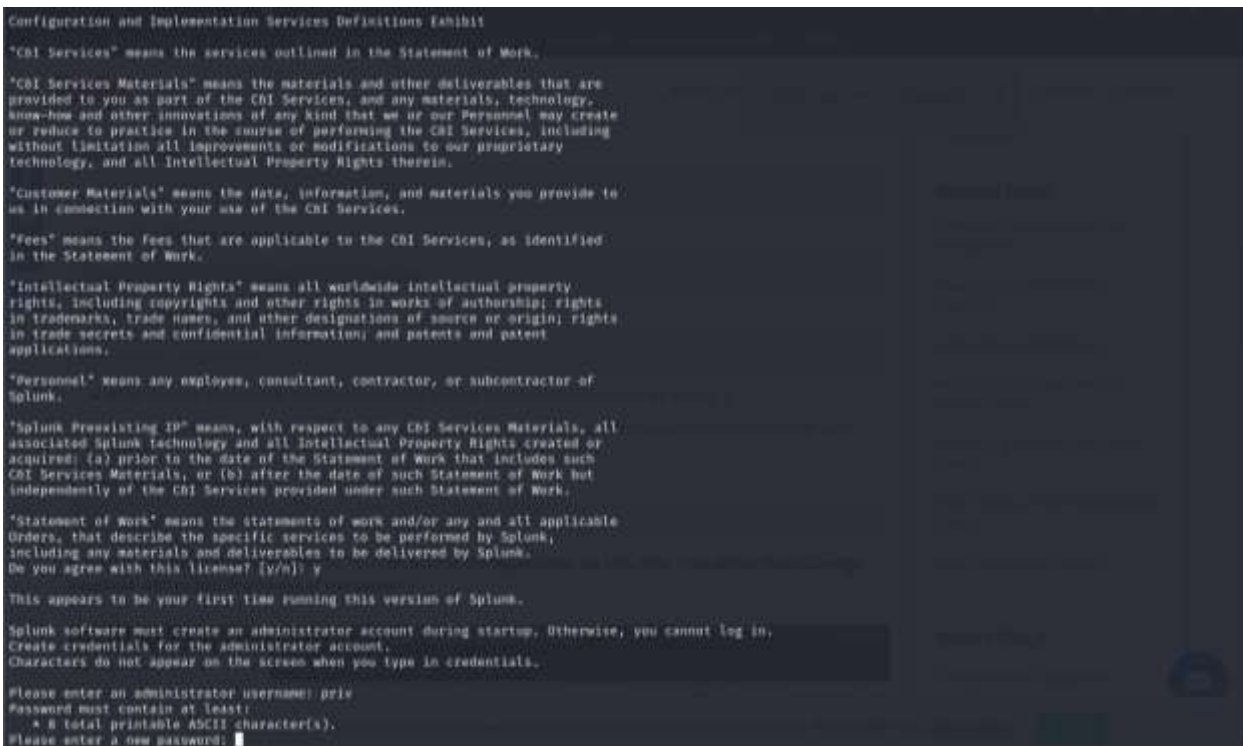 Configuration and Implementation Services Definitions Exhibit
"C&I Services" means the services outlined in the Statement of Work.
"C&I Services Materials" means the materials and other deliverables that are
provided to you as part of the C&I Services, and any materials, technology,
know-how and other innovations of any kind that we or our Personnel may create
or reduce to practice in the course of performing the C&I Services, including
without limitation all improvements or modifications to our proprietary
technology, and all Intellectual Property Rights therein.
"Customer Materials" means the data, information, and materials you provide to
us in connection with your use of the C&I Services.
"Fees" means the fees that are applicable to the C&I Services, as identified
in the Statement of Work.
"Intellectual Property Rights" means all worldwide intellectual property
rights, including copyrights and other rights in works of authorship; rights
in trademarks, trade names, and other designations of source or origin; rights
in trade secrets and confidential information; and patents and patent
applications.
"Personnel" means any employee, consultant, contractor, or subcontractor of
Splunk.
"Splunk Preexisting IP" means, with respect to any C&I Services Materials, all
associated Splunk technology and all Intellectual Property Rights created or
acquired: (a) prior to the date of the Statement of Work that includes such
C&I Services Materials, or (b) after the date of such Statement of Work but
independently of the C&I Services provided under such Statement of Work.
"Statement of Work" means the statements of work and/or any and all applicable
Orders, that describe the specific services to be performed by Splunk,
including any materials and deliverables to be delivered by Splunk.
Do you agree with this license? [y/n]: y
This appears to be your first time running this version of Splunk.
Splunk software must create an administrator account during startup. Otherwise, you cannot log in.
Create credentials for the administrator account.
Characters do not appear on the screen when you type in credentials.
Please enter an administrator username: priv
Password must contain at least:
* 8 total printable ASCII character(s).
Please enter a new password: